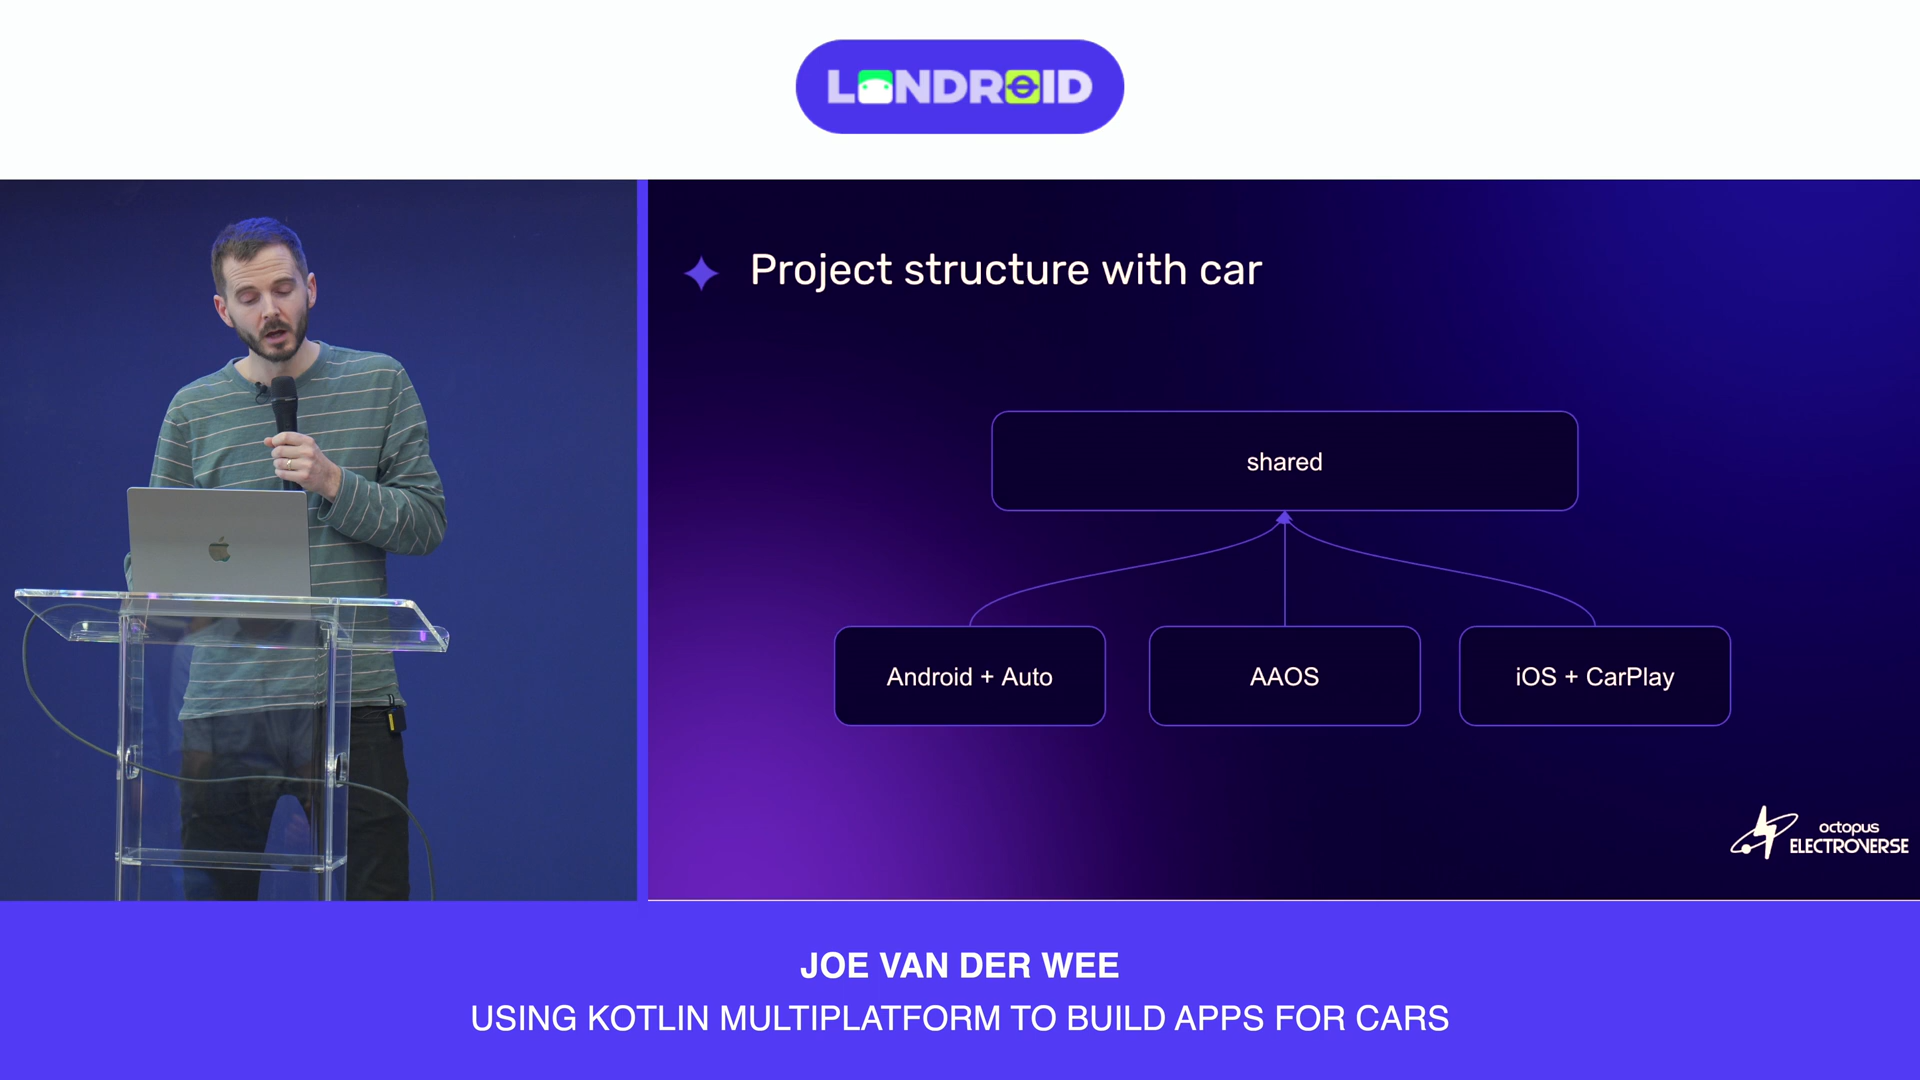 LONDROID
Project structure with car
shared
Android + Auto
AAOS
iOS + CarPlay
octopus
ELECTROVERSE
JOE VAN DER WEE
USING KOTLIN MULTIPLATFORM TO BUILD APPS FOR CARS